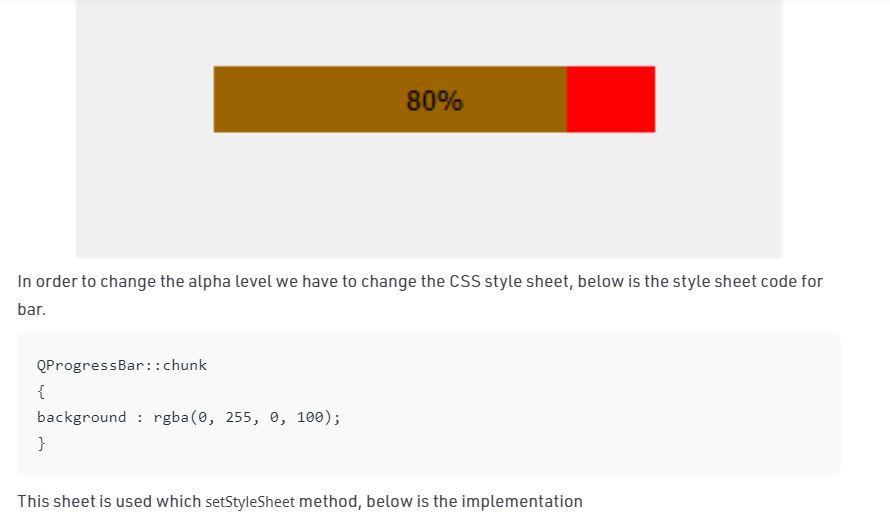 80%
In order to change the alpha level we have to change the CSS style sheet, below is the style sheet code for
bar.
QProgressBar::chunk
{
background : rgba(0, 255, 0, 100);
}
This sheet is used which setStyleSheet method, below is the implementation